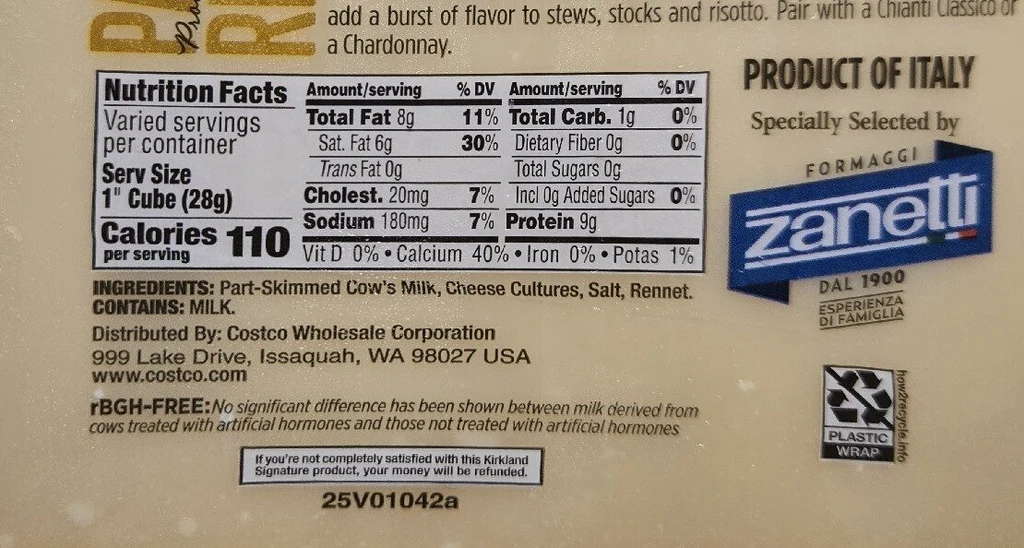 add a burst of flavor to stews, stocks and risotto. Pair with a Chianti Classico or
a Chardonnay.
Nutrition Facts
Varied servings
per container
Serv Size
1" Cube (28g)
Calories 110
per serving
Amount/serving % DV
Total Fat 8g 11%
Sat. Fat 6g 30%
Trans Fat 0g
Cholest. 20mg 7%
Sodium 180mg 7%
Amount/serving % DV
Total Carb. 1g 0%
Dietary Fiber 0g 0%
Total Sugars 0g
Incl 0g Added Sugars 0%
Protein 9g
Vit D 0% • Calcium 40% • Iron 0% • Potas 1%
INGREDIENTS: Part-Skimmed Cow's Milk, Cheese Cultures, Salt, Rennet.
CONTAINS: MILK.
Distributed By: Costco Wholesale Corporation
999 Lake Drive, Issaquah, WA 98027 USA
www.costco.com
rBGH-FREE:No significant difference has been shown between milk derived from
cows treated with artificial hormones and those not treated with artificial hormones
If you're not completely satisfied with this Kirkland
Signature product, your money will be refunded.
25V01042a
PRODUCT OF ITALY
Specially Selected by
FORMAGGI
zanetti
DAL 1900
ESPERIENZA
DI FAMIGLIA
PLASTIC
WRAP
how2recycle.info